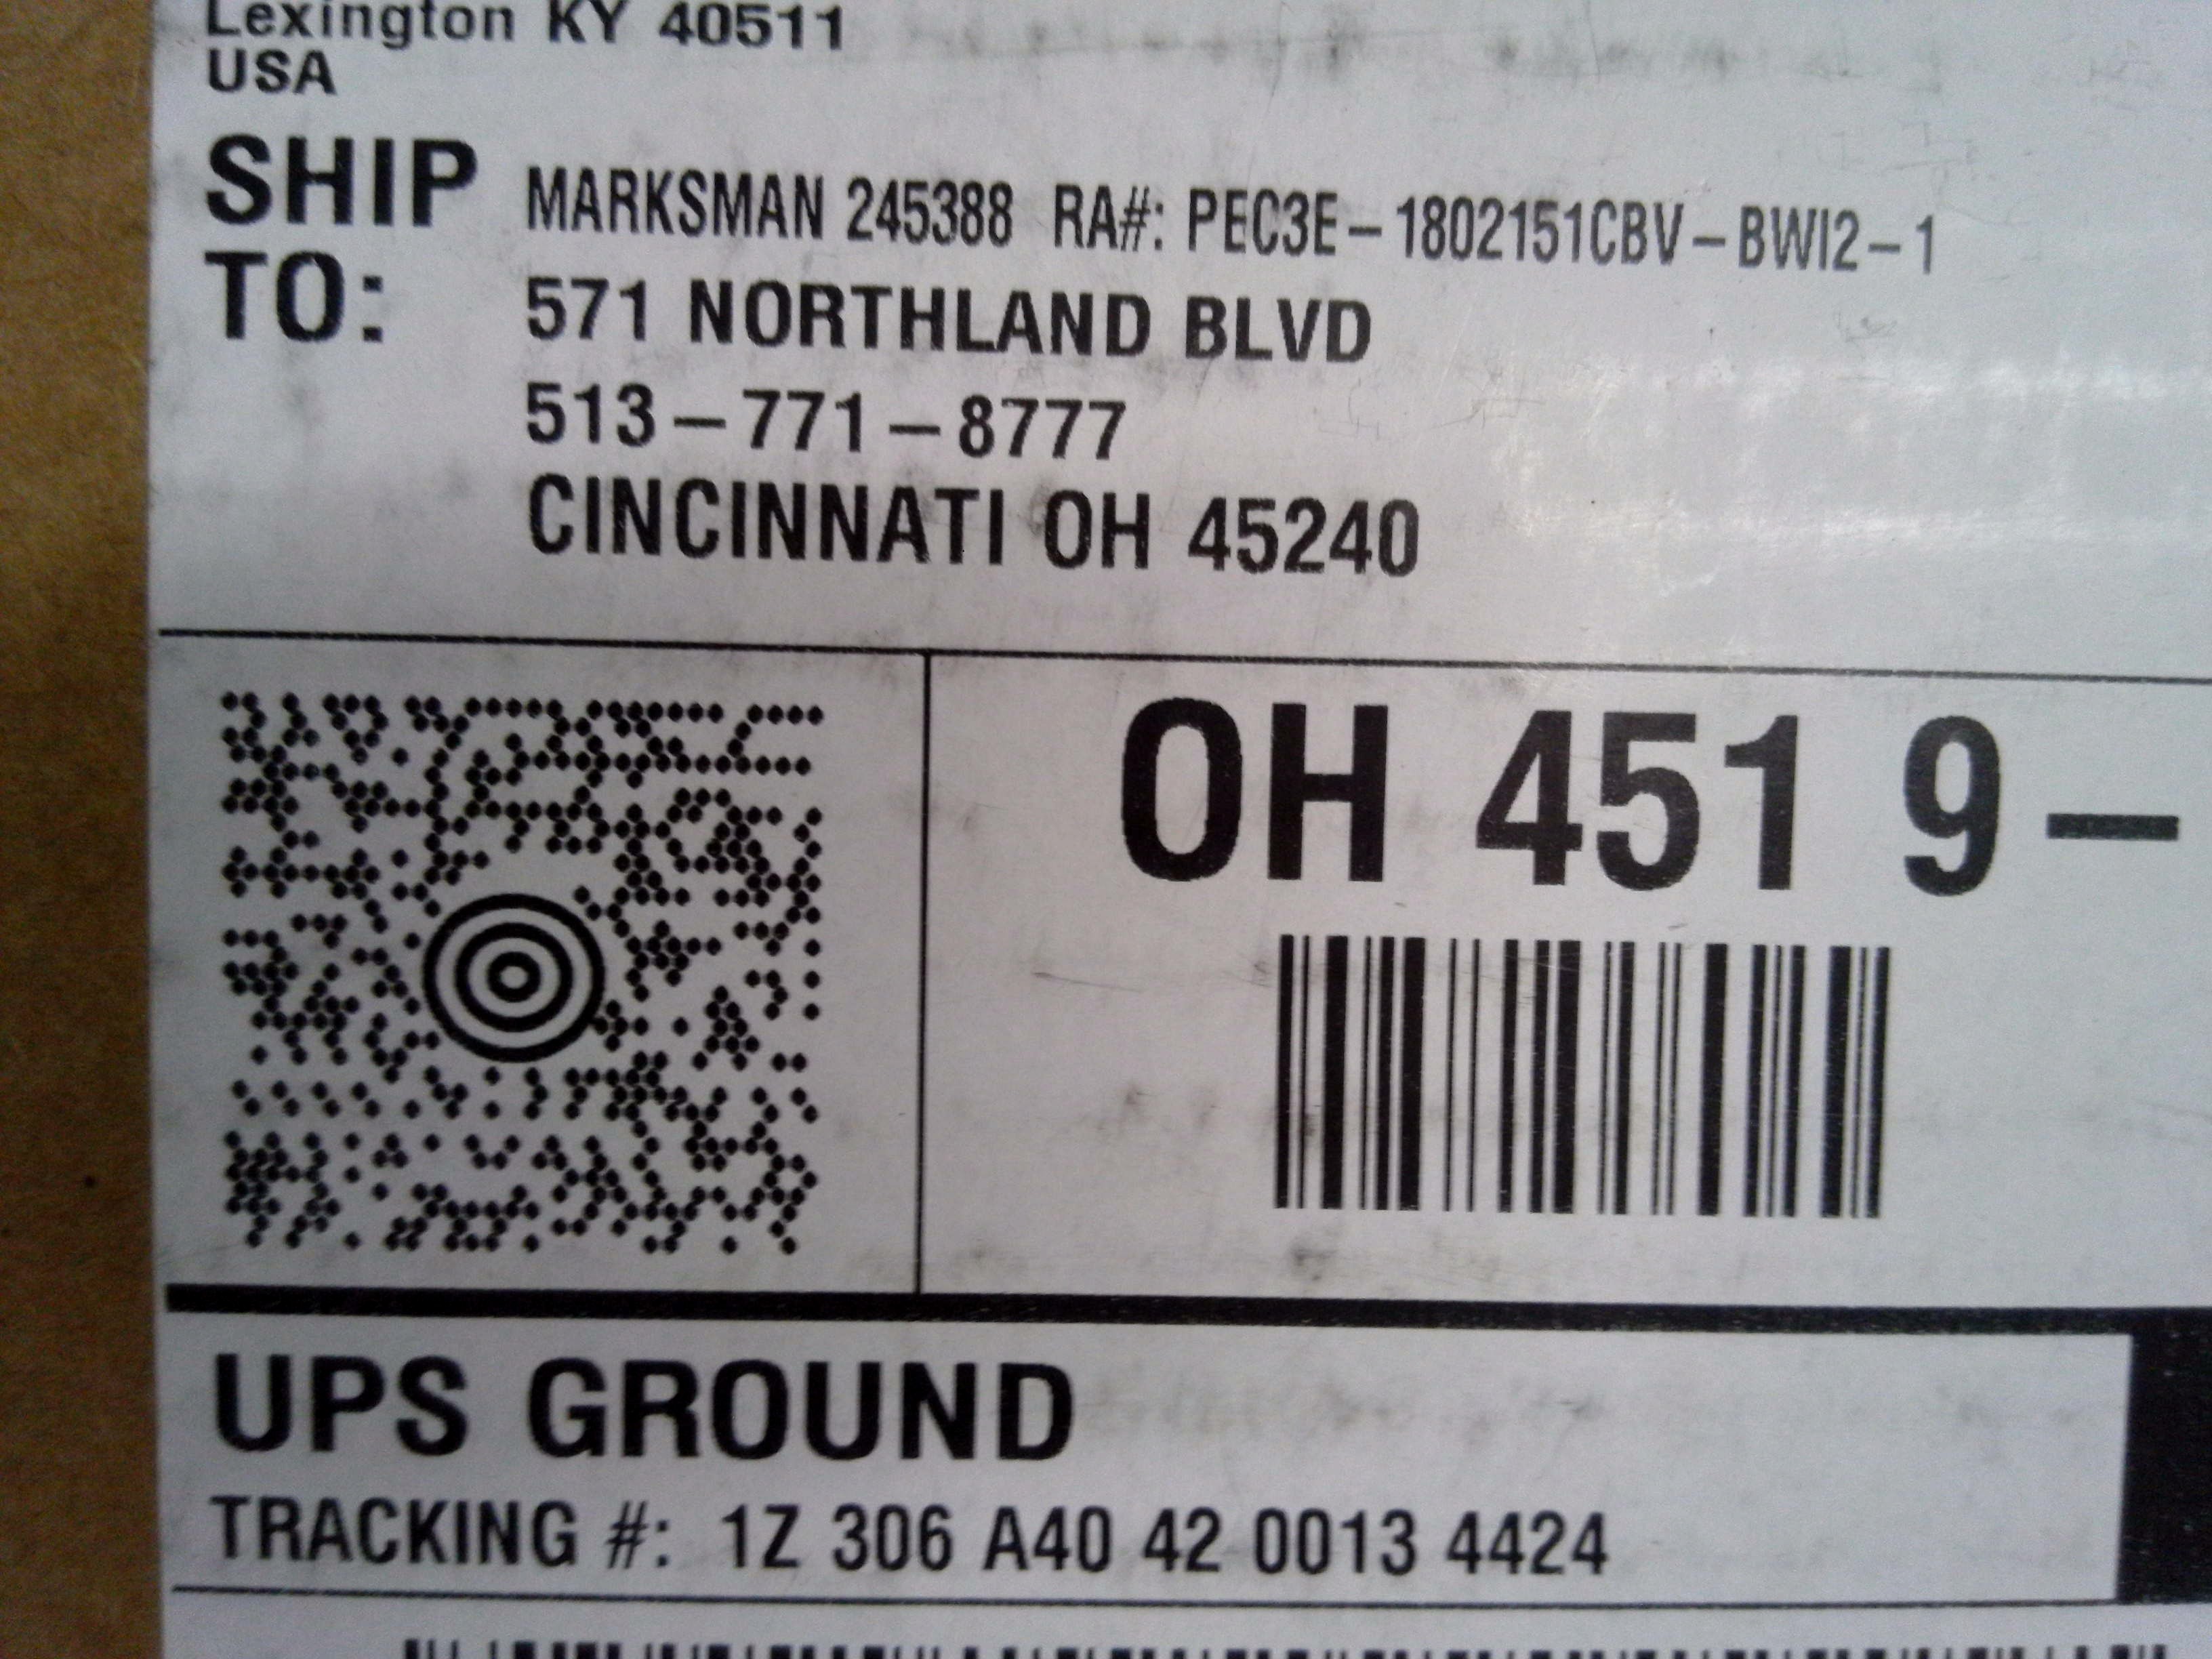 Lexington KY 40511
USA
SHIP TO:
MARKSMAN 245388 RA#: PEC3E-1802151CBV-BWI2-1
571 NORTHLAND BLVD
513-771-8777
CINCINNATI OH 45240
OH 451 9-
UPS GROUND
TRACKING #: 1Z 306 A40 42 0013 4424